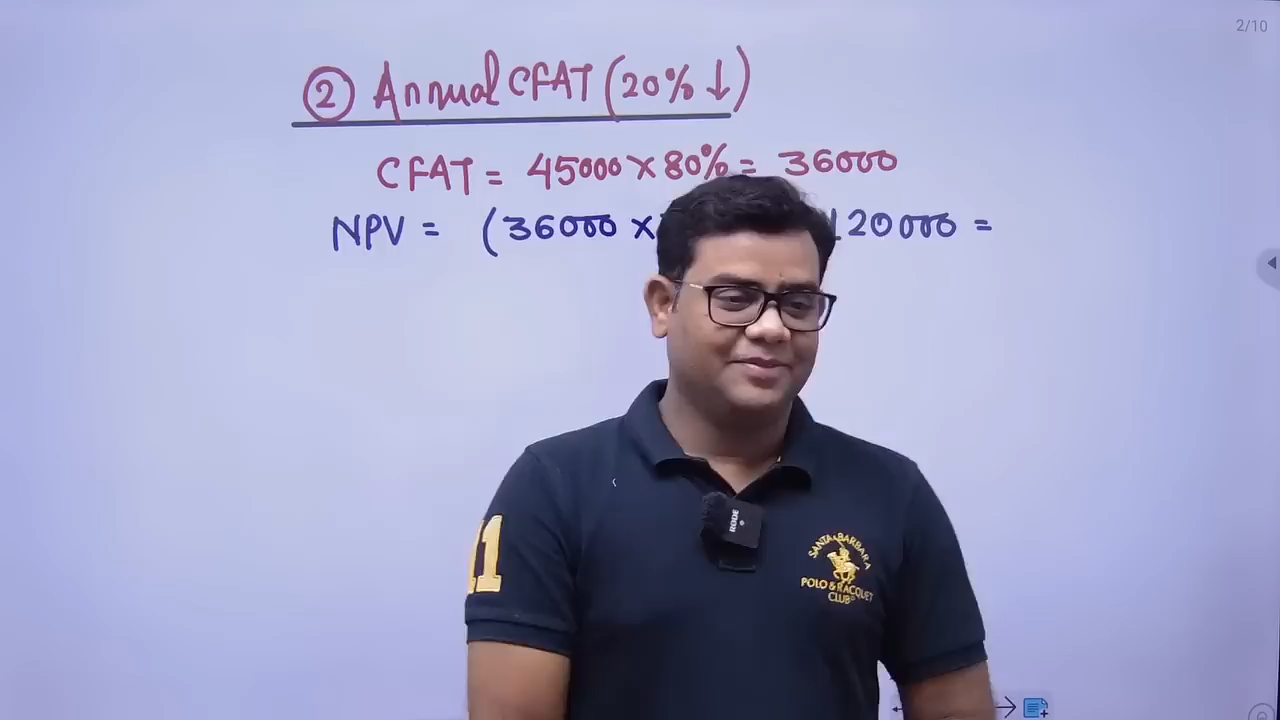 2/10
② Annual CFAT (20% ↓)
CFAT = 45000 × 80% = 36000
NPV = (36000 × 120000 =
RODE
11
SANTA BARBARA
POLO & RACQUET
CLUB